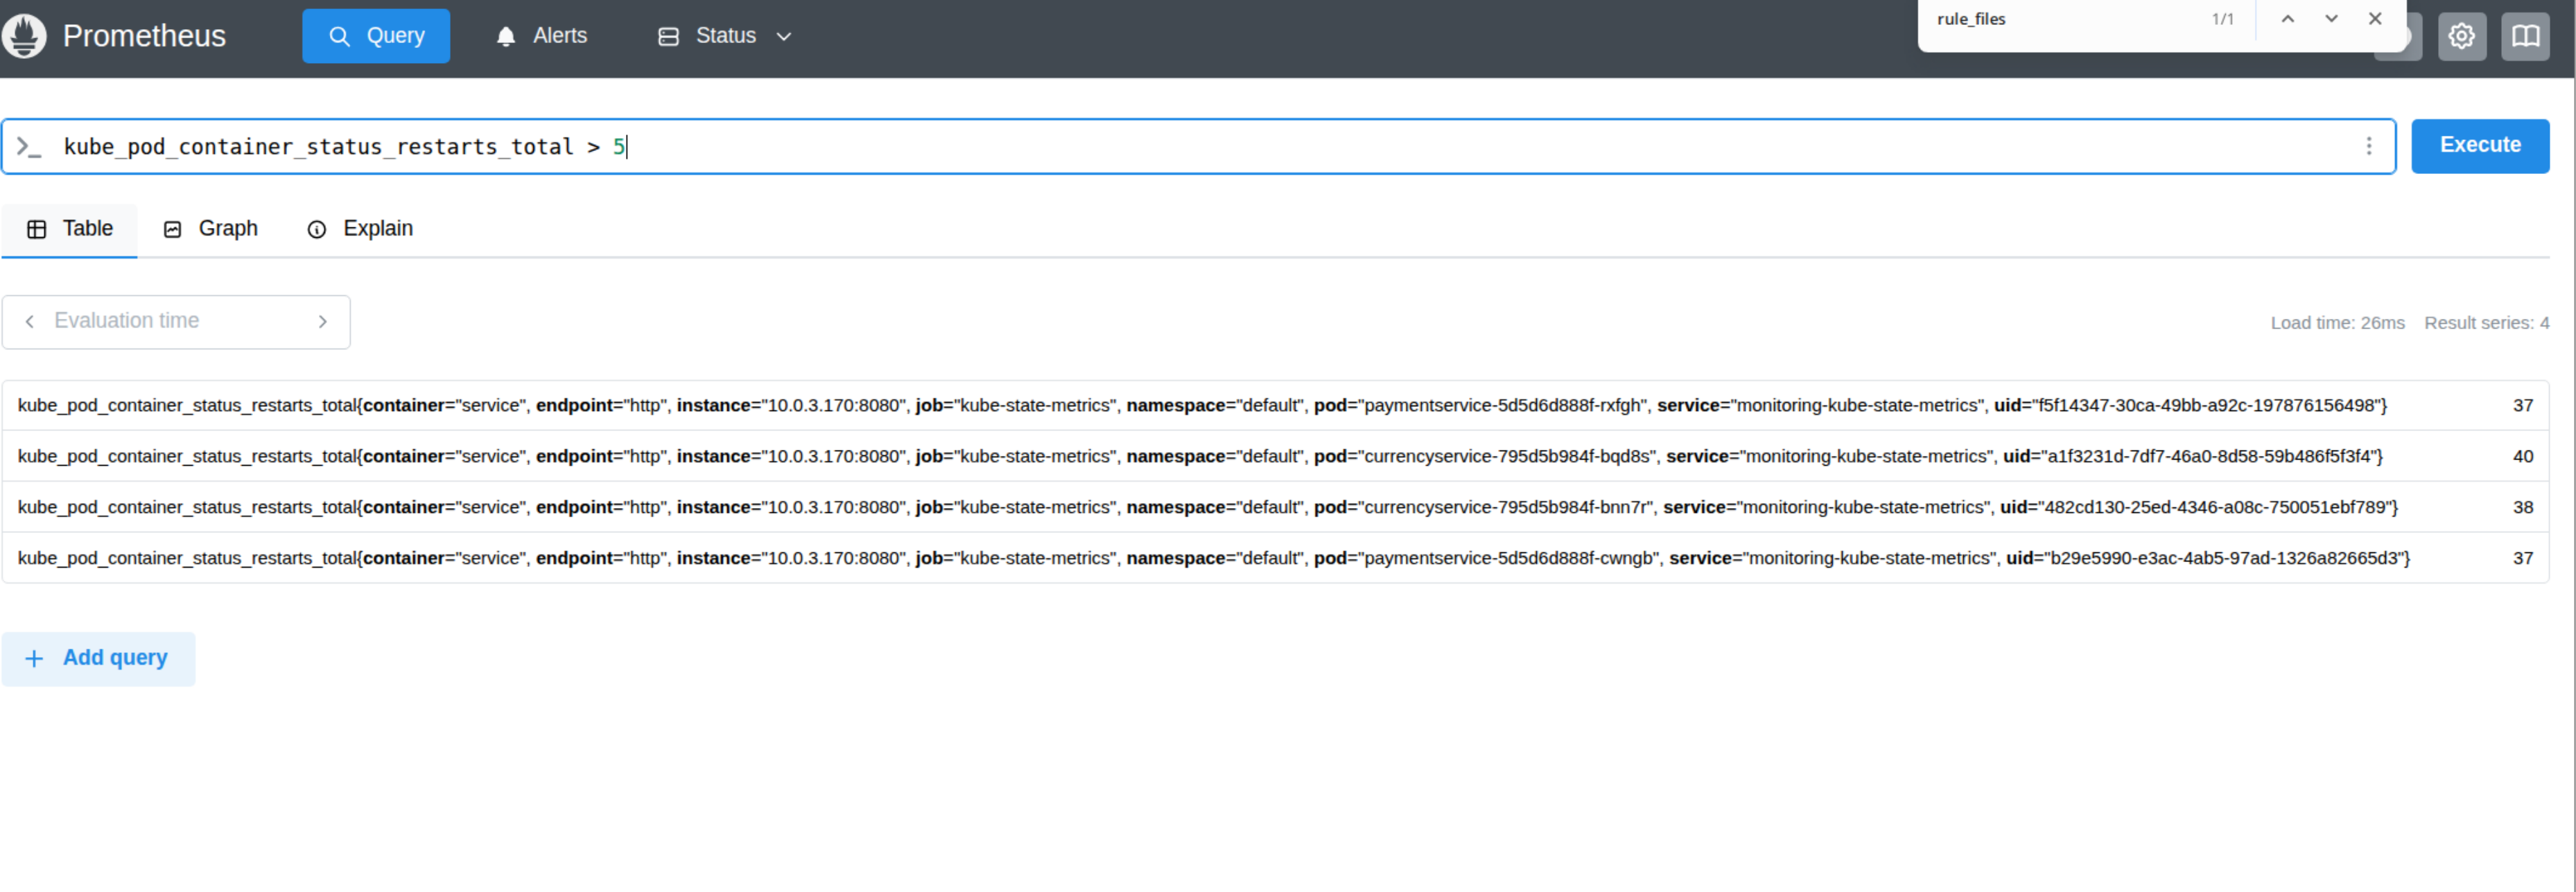 Prometheus Query Alerts Status rule_files 1/1
>_ kube_pod_container_status_restarts_total > 5 Execute
Table Graph Explain
Evaluation time Load time: 26ms Result series: 4
kube_pod_container_status_restarts_total{container="service", endpoint="http", instance="10.0.3.170:8080", job="kube-state-metrics", namespace="default", pod="paymentservice-5d5d6d888f-rxfgh", service="monitoring-kube-state-metrics", uid="f5f14347-30ca-49bb-a92c-197876156498"} 37
kube_pod_container_status_restarts_total{container="service", endpoint="http", instance="10.0.3.170:8080", job="kube-state-metrics", namespace="default", pod="currencyservice-795d5b984f-bqd8s", service="monitoring-kube-state-metrics", uid="a1f3231d-7df7-46a0-8d58-59b486f5f3f4"} 40
kube_pod_container_status_restarts_total{container="service", endpoint="http", instance="10.0.3.170:8080", job="kube-state-metrics", namespace="default", pod="currencyservice-795d5b984f-bnn7r", service="monitoring-kube-state-metrics", uid="482cd130-25ed-4346-a08c-750051ebf789"} 38
kube_pod_container_status_restarts_total{container="service", endpoint="http", instance="10.0.3.170:8080", job="kube-state-metrics", namespace="default", pod="paymentservice-5d5d6d888f-cwngb", service="monitoring-kube-state-metrics", uid="b29e5990-e3ac-4ab5-97ad-1326a82665d3"} 37
+ Add query